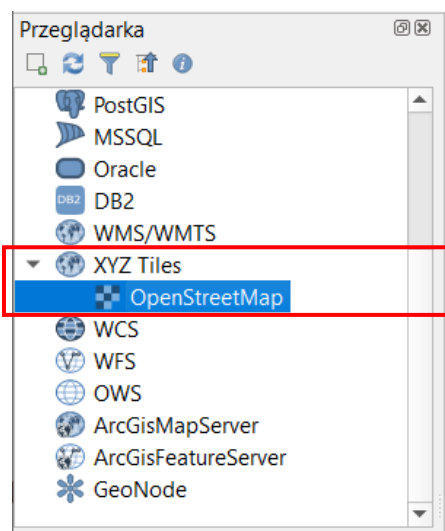 Przeglądarka
PostGIS
MSSQL
Oracle
DB2 DB2
WMS/WMTS
XYZ Tiles
OpenStreetMap
WCS
WFS
OWS
ArcGisMapServer
ArcGisFeatureServer
GeoNode